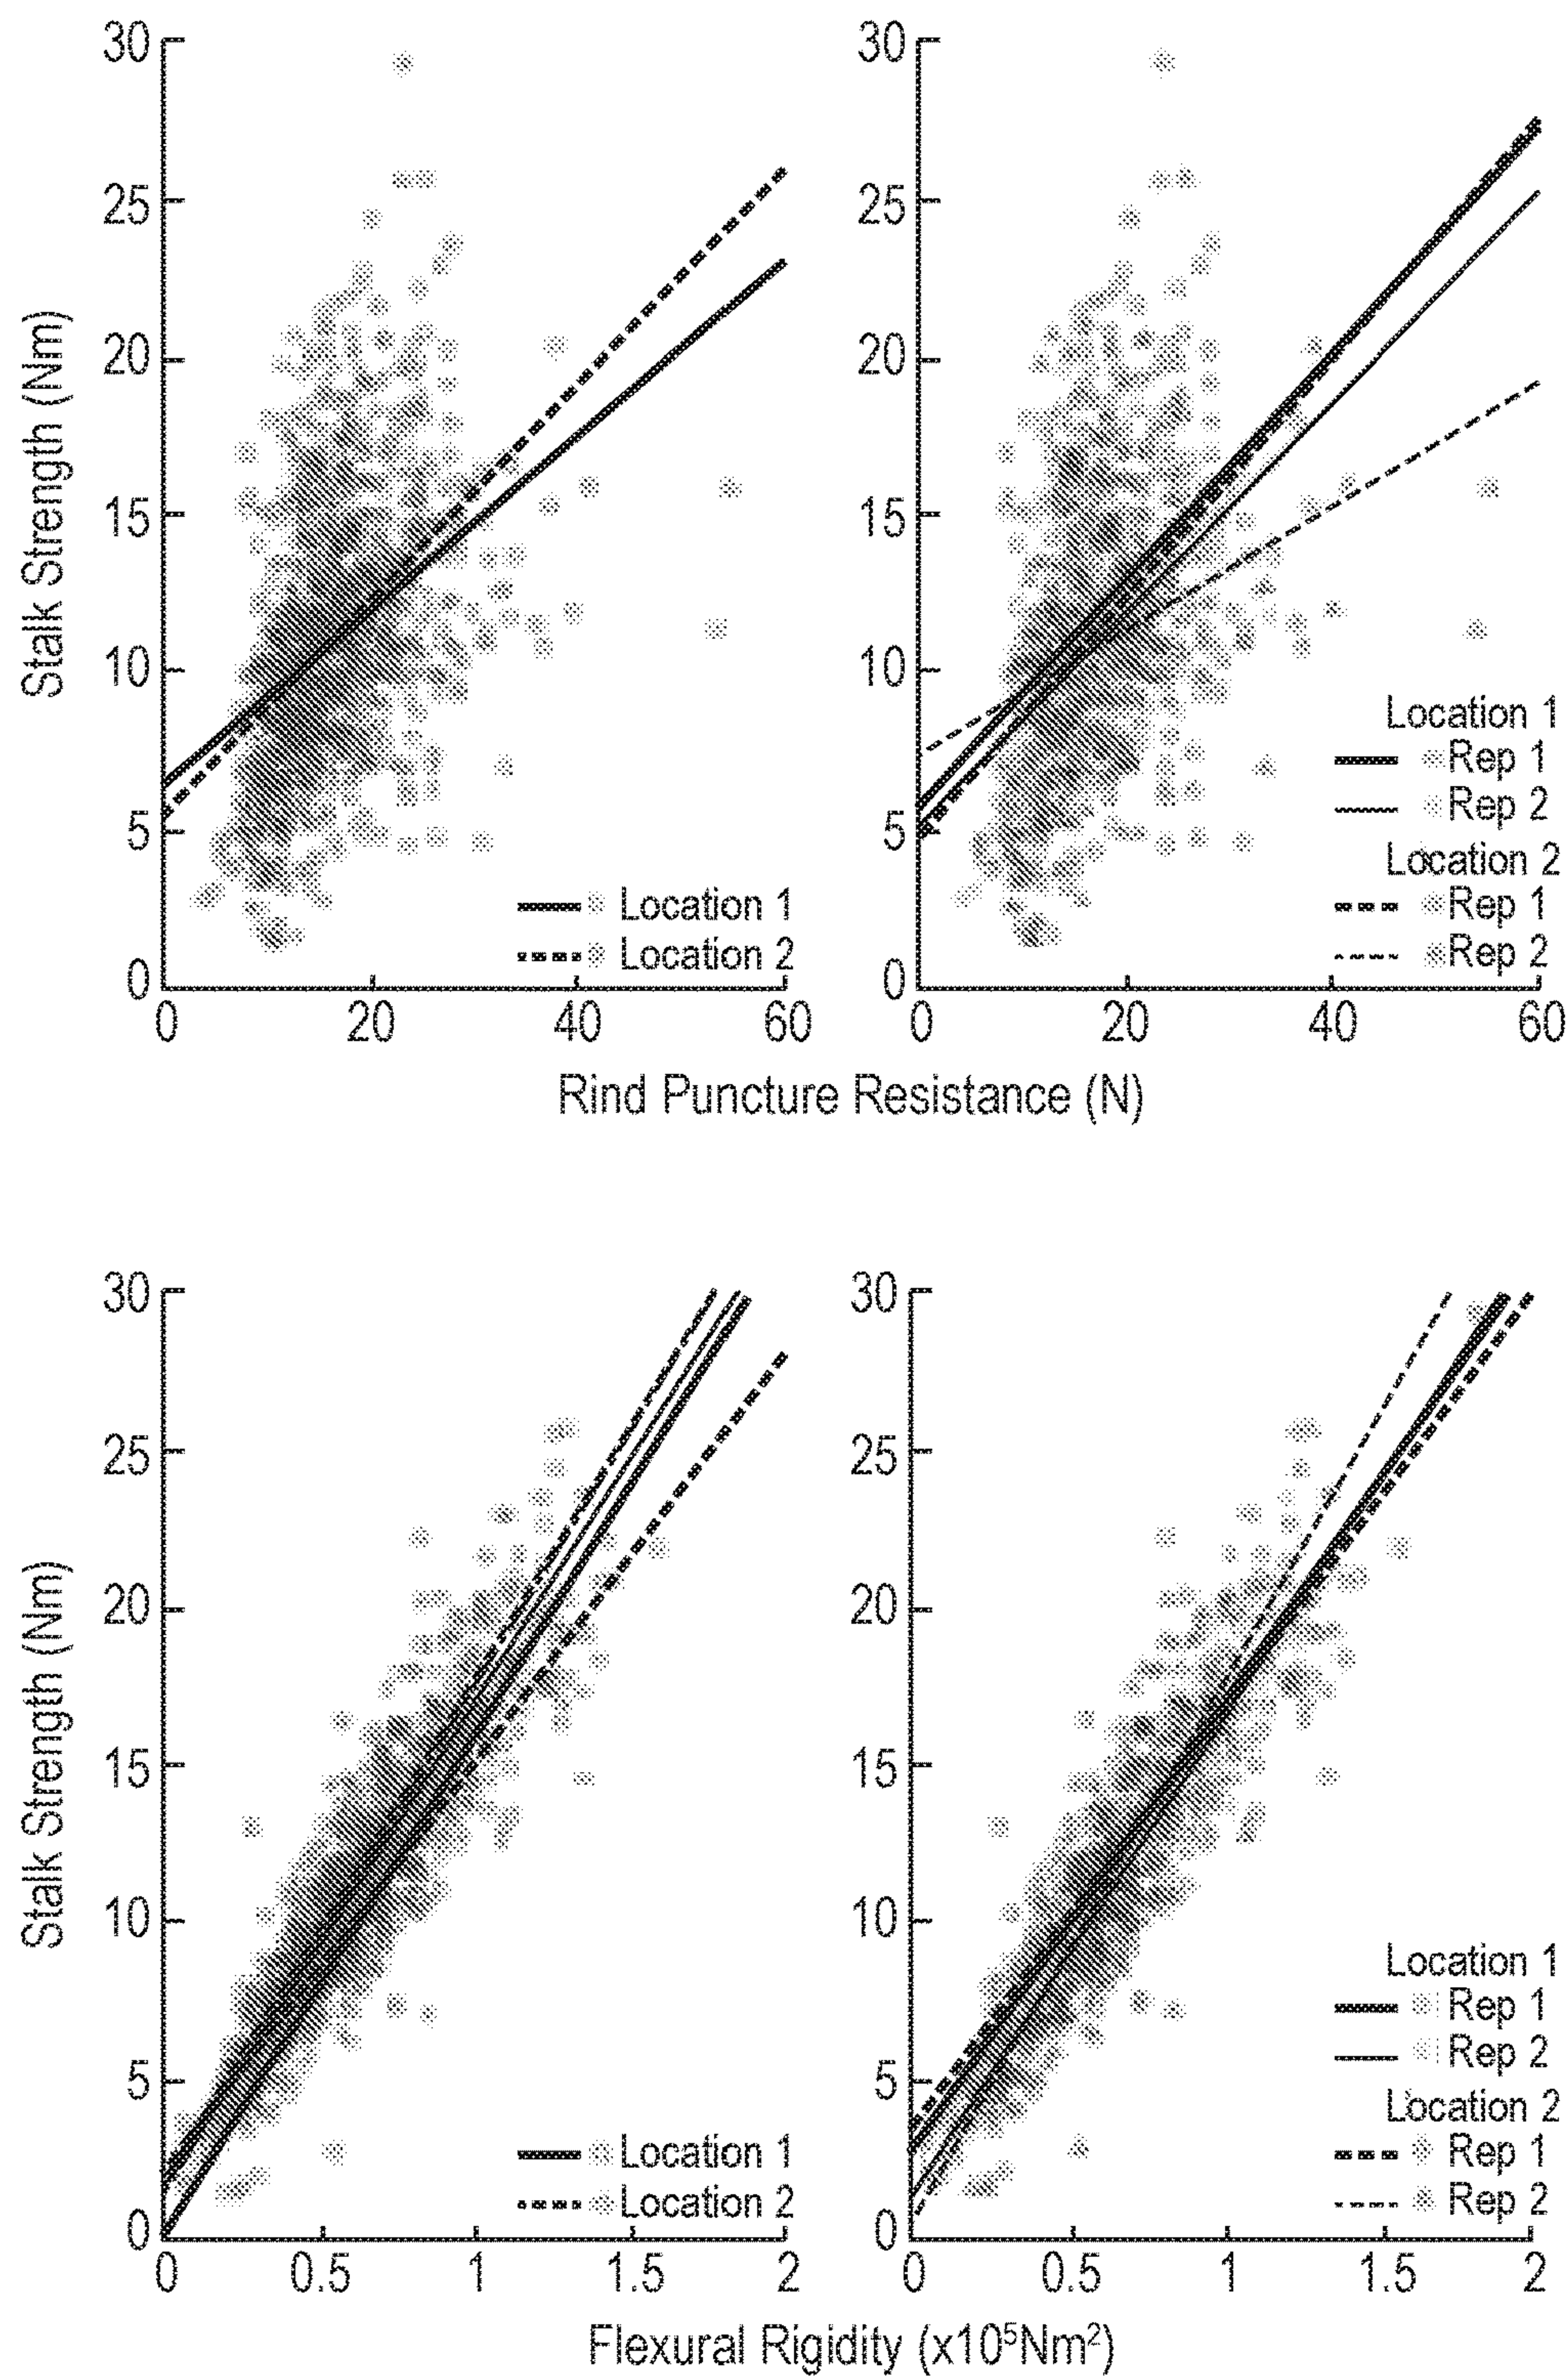 30
25
20
15
10
5
0
Stalk Strength (Nm)
Location 1
Location 2
0 20 40 60
30
25
20
15
10
5
0
Location 1
Rep 1
Rep 2
Location 2
Rep 1
Rep 2
0 20 40 60
Rind Puncture Resistance (N)
30
25
20
15
10
5
0
Stalk Strength (Nm)
Location 1
Location 2
0 0.5 1 1.5 2
30
25
20
15
10
5
0
Location 1
Rep 1
Rep 2
Location 2
Rep 1
Rep 2
0 0.5 1 1.5 2
Flexural Rigidity (x10⁵Nm²)